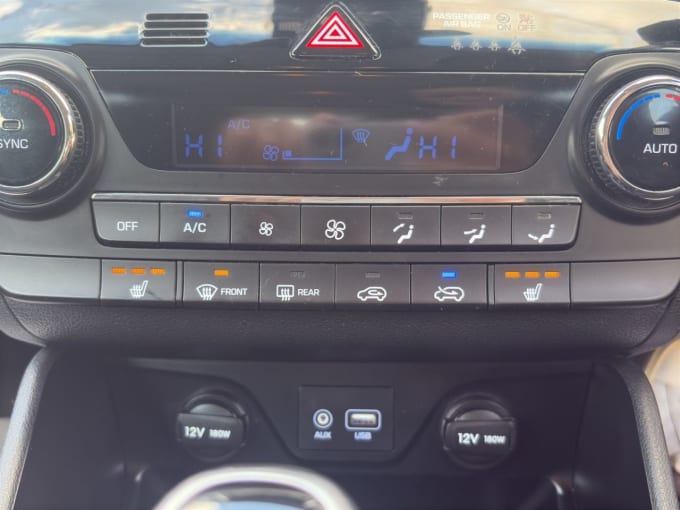 PASSENGER AIR BAG ON OFF
A/C
HI HI
SYNC
AUTO
OFF A/C
FRONT REAR
12V 180W AUX USB 12V 180W